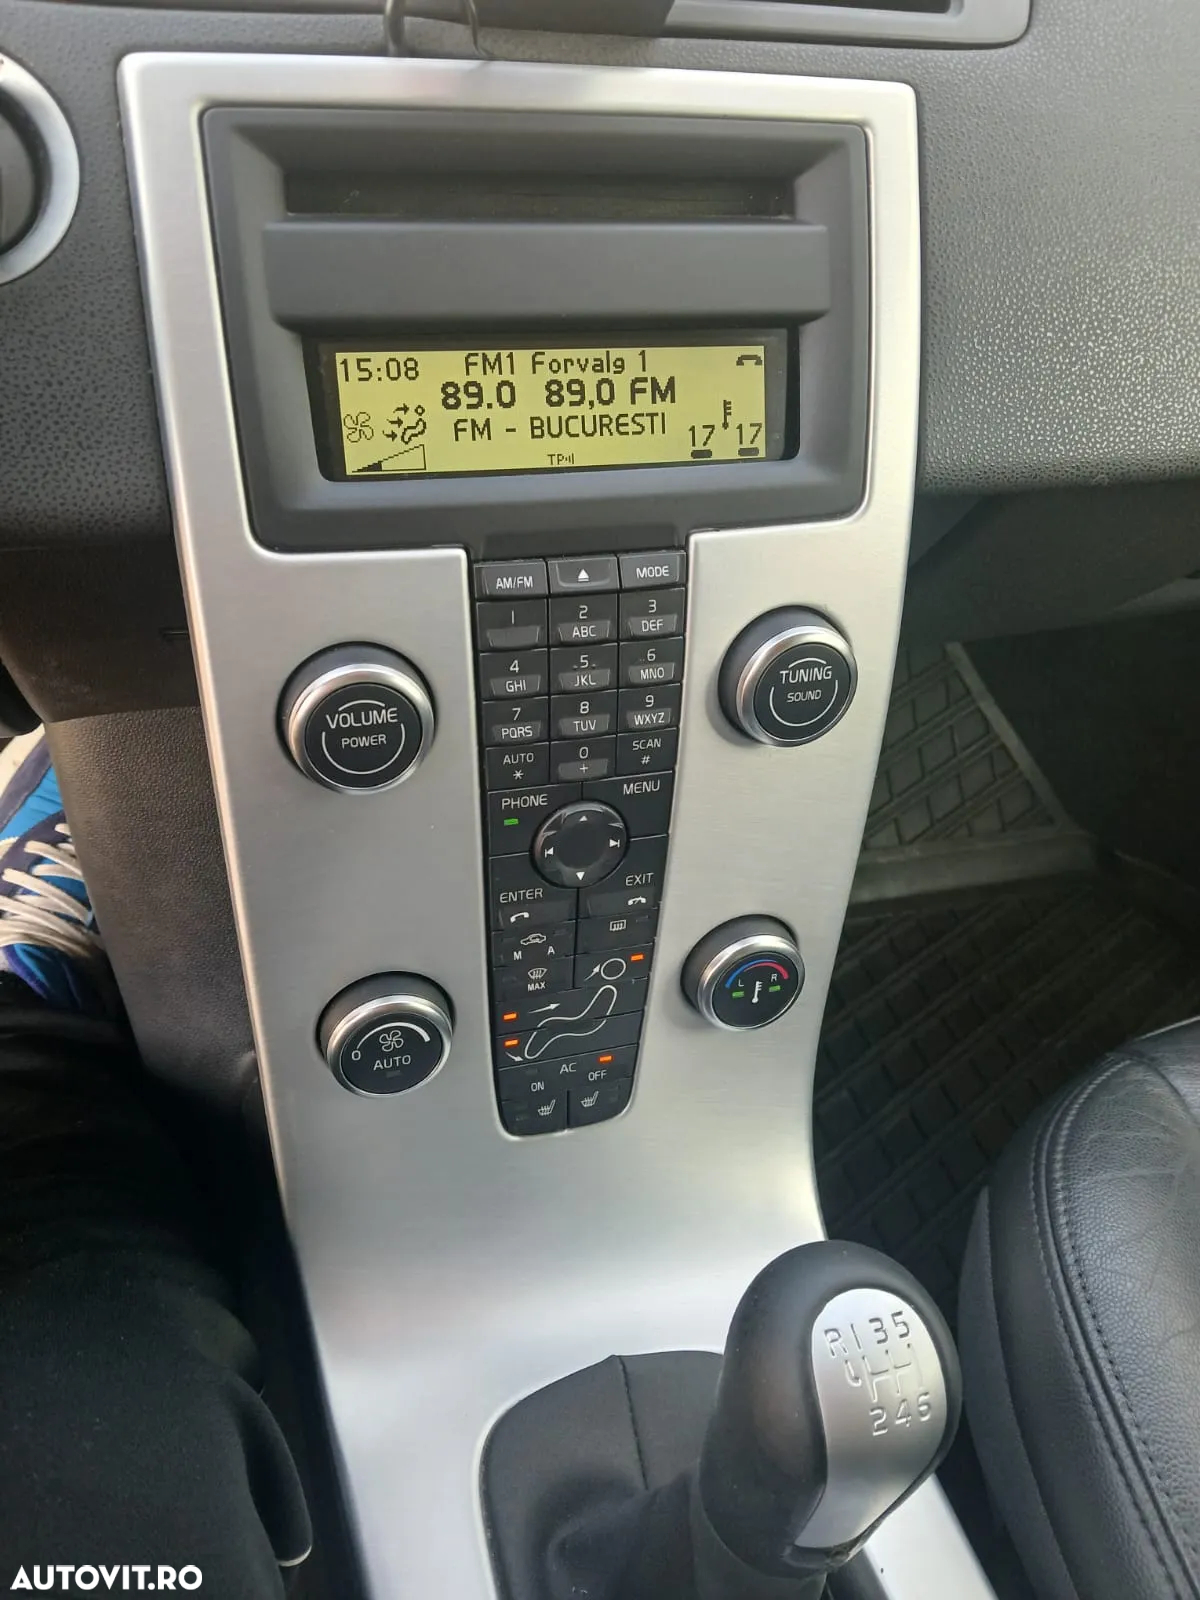 15:08
FM1 Forvalg 1
89.0 89,0 FM
FM - BUCURESTI
17 17
TP
AM/FM
MODE
1
2
ABC
3
DEF
4
GHI
5
JKL
6
MNO
7
PQRS
8
TUV
9
WXYZ
AUTO
*
0
+
SCAN
#
VOLUME
POWER
TUNING
SOUND
PHONE
MENU
ENTER
EXIT
M A
MAX
0
AUTO
L R
AC
ON
OFF
R 1 3 5
2 4 6
AUTOVIT.RO